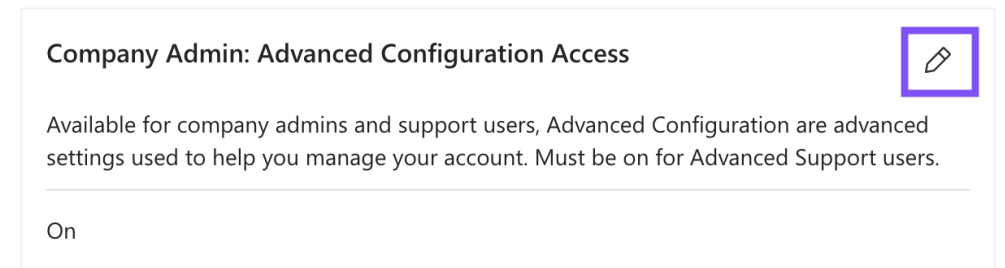 Company Admin: Advanced Configuration Access
Available for company admins and support users, Advanced Configuration are advanced
settings used to help you manage your account. Must be on for Advanced Support users.
On